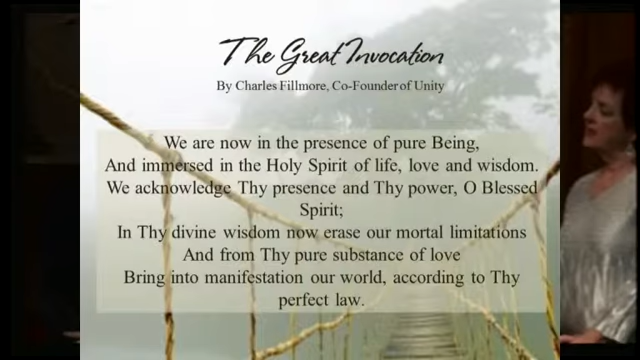 The Great Invocation
By Charles Fillmore, Co-Founder of Unity
We are now in the presence of pure Being,
And immersed in the Holy Spirit of life, love and wisdom.
We acknowledge Thy presence and Thy power, O Blessed
Spirit;
In Thy divine wisdom now erase our mortal limitations
And from Thy pure substance of love
Bring into manifestation our world, according to Thy
perfect law.